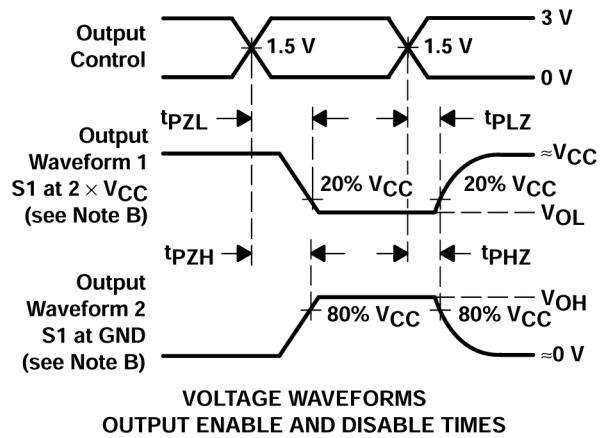 Output
Control
1.5 V
1.5 V
3 V
0 V
tPZL
tPLZ
Output
Waveform 1
S1 at 2 × VCC
(see Note B)
20% VCC
20% VCC
≈VCC
VOL
tPZH
tPHZ
Output
Waveform 2
S1 at GND
(see Note B)
80% VCC
80% VCC
VOH
≈0 V
VOLTAGE WAVEFORMS
OUTPUT ENABLE AND DISABLE TIMES